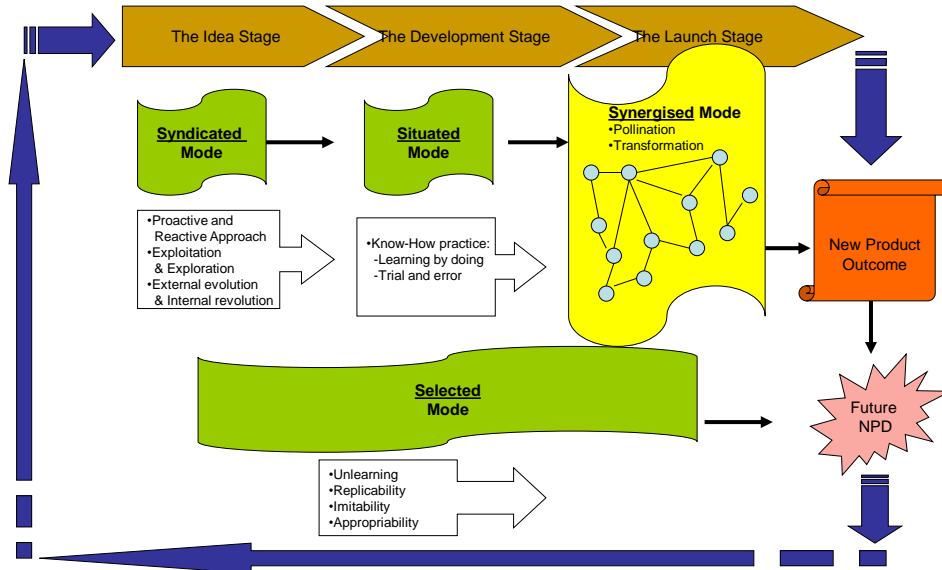 The Idea Stage
The Development Stage
The Launch Stage
Syndicated
Mode
Situated
Mode
Synergised Mode
•Pollination
•Transformation
•Proactive and
Reactive Approach
•Exploitation
& Exploration
•External evolution
& Internal revolution
•Know-How practice:
-Learning by doing
-Trial and error
New Product
Outcome
Selected
Mode
Future
NPD
•Unlearning
•Replicability
•Imitability
•Appropriability